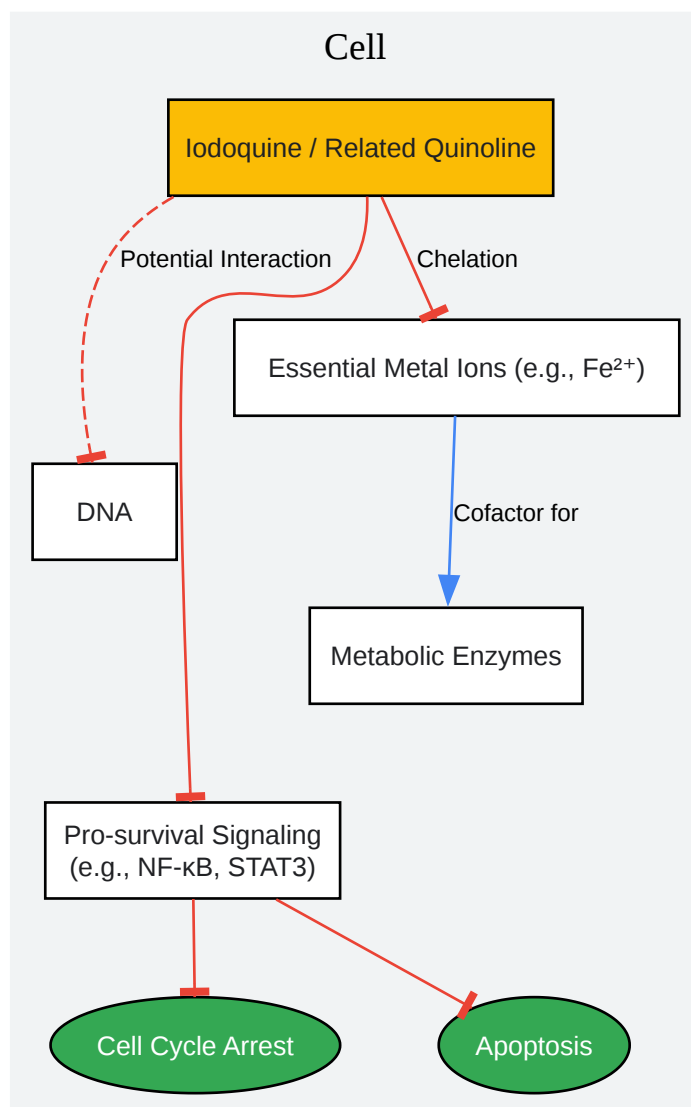 Cell
Iodoquine / Related Quinoline
Potential Interaction
Chelation
Essential Metal Ions (e.g., Fe²⁺)
DNA
Cofactor for
Metabolic Enzymes
Pro-survival Signaling
(e.g., NF-κB, STAT3)
Cell Cycle Arrest
Apoptosis